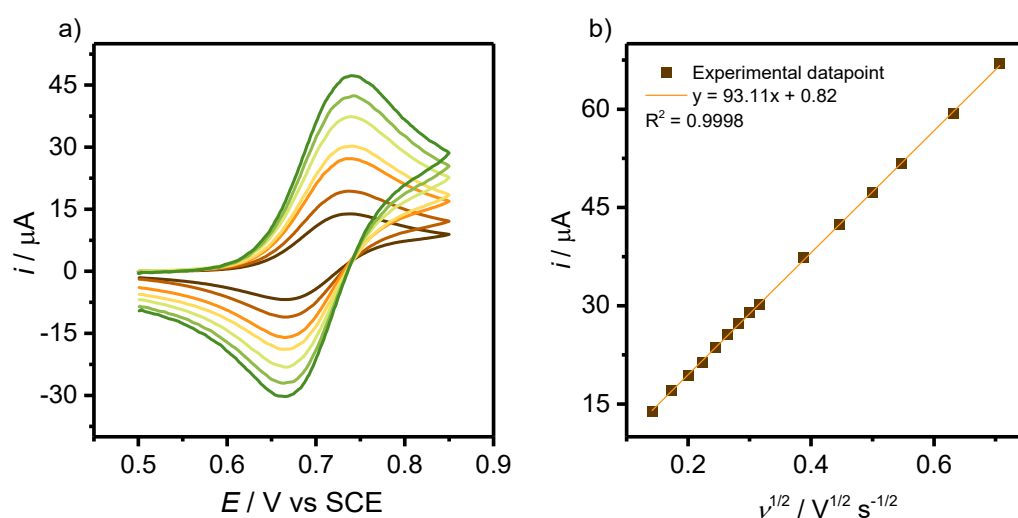 a)
45
30
15
0
-15
-30
i / μA
0.5 0.6 0.7 0.8 0.9
E / V vs SCE
b)
Experimental datapoint
y = 93.11x + 0.82
R² = 0.9998
60
45
30
15
i / μA
0.2 0.4 0.6
ν^1/2 / V^1/2 s^-1/2